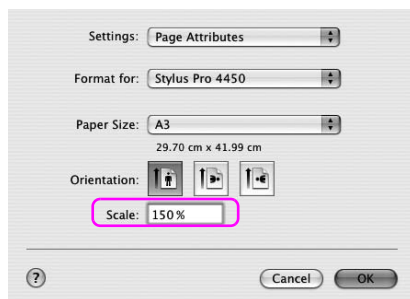 Settings: Page Attributes
Format for: Stylus Pro 4450
Paper Size: A3
29.70 cm x 41.99 cm
Orientation:
Scale: 150%
? Cancel OK